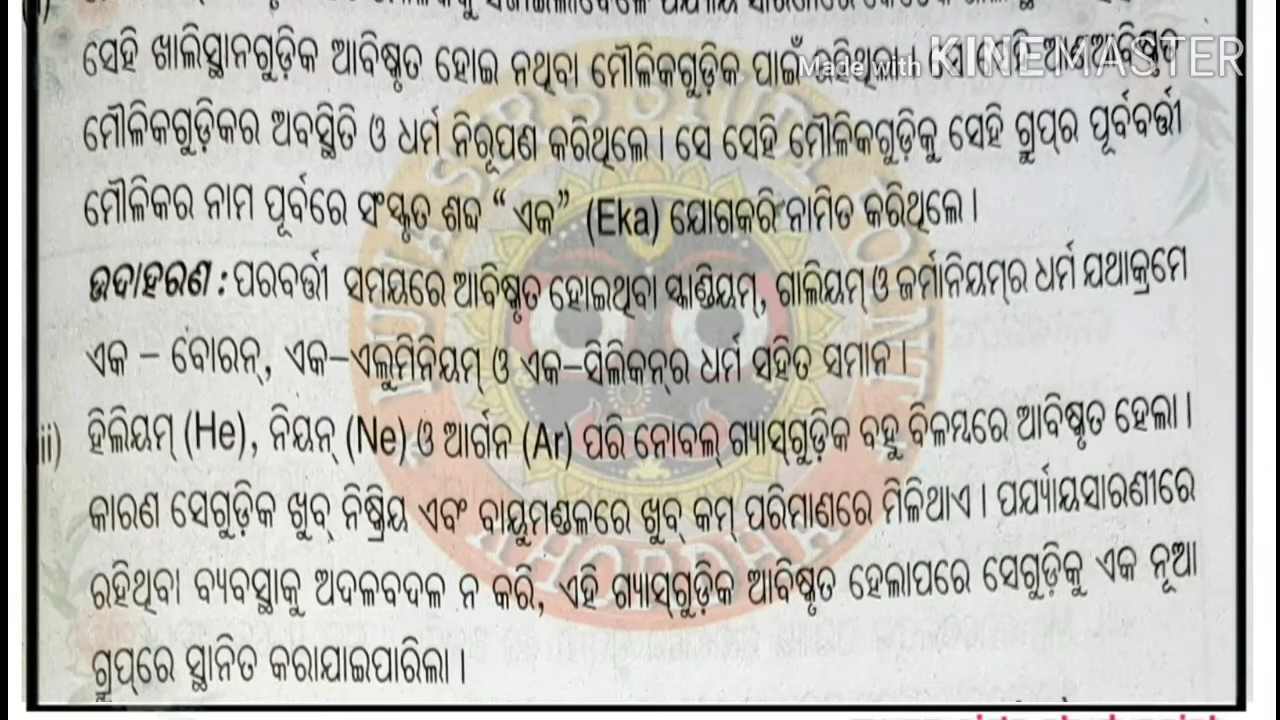 ସେହି ଖାଲିସ୍ଥାନଗୁଡ଼ିକ ଆବିଷ୍କୃତ ହୋଇ ନଥିବା ମୌଳିକଗୁଡ଼ିକ ପାଇଁ ରହିଥିଲା । ସେ ସେହି
Made with KINEMASTER
ମୌଳିକଗୁଡ଼ିକର ଅବସ୍ଥିତି ଓ ଧର୍ମ ନିରୂପଣ କରିଥିଲେ । ସେ ସେହି ମୌଳିକଗୁଡ଼ିକୁ ସେହି ଗ୍ରୁପ୍‌ର ପୂର୍ବବର୍ତ୍ତୀ
ମୌଳିକର ନାମ ପୂର୍ବରେ ସଂସ୍କୃତ ଶବ୍ଦ “ ଏକ” (Eka) ଯୋଗକରି ନାମିତ କରିଥିଲେ ।
ଉଦାହରଣ : ପରବର୍ତ୍ତୀ ସମୟରେ ଆବିଷ୍କୃତ ହୋଇଥିବା ସ୍କାଣ୍ଡିୟମ୍, ଗାଲିୟମ୍ ଓ ଜର୍ମାନିୟମ୍‌ର ଧର୍ମ ଯଥାକ୍ରମେ
ଏକ – ବୋରନ୍, ଏକ–ଏଲୁମିନିୟମ୍ ଓ ଏକ–ସିଲିକନ୍‌ର ଧର୍ମ ସହିତ ସମାନ ।
ii) ହିଲିୟମ୍ (He), ନିୟନ୍ (Ne) ଓ ଆର୍ଗନ (Ar) ପରି ନୋବଲ୍ ଗ୍ୟାସ୍‌ଗୁଡ଼ିକ ବହୁ ବିଳମ୍ବରେ ଆବିଷ୍କୃତ ହେଲା ।
କାରଣ ସେଗୁଡ଼ିକ ଖୁବ୍ ନିଷ୍କ୍ରିୟ ଏବଂ ବାୟୁମଣ୍ଡଳରେ ଖୁବ୍ କମ୍ ପରିମାଣରେ ମିଳିଥାଏ । ପର୍ଯ୍ୟାୟସାରଣୀରେ
ରହିଥିବା ବ୍ୟବସ୍ଥାକୁ ଅଦଳବଦଳ ନ କରି, ଏହି ଗ୍ୟାସ୍‌ଗୁଡ଼ିକ ଆବିଷ୍କୃତ ହେଲାପରେ ସେଗୁଡ଼ିକୁ ଏକ ନୂଆ
ଗ୍ରୁପ୍‌ରେ ସ୍ଥାନିତ କରାଯାଇପାରିଲା ।